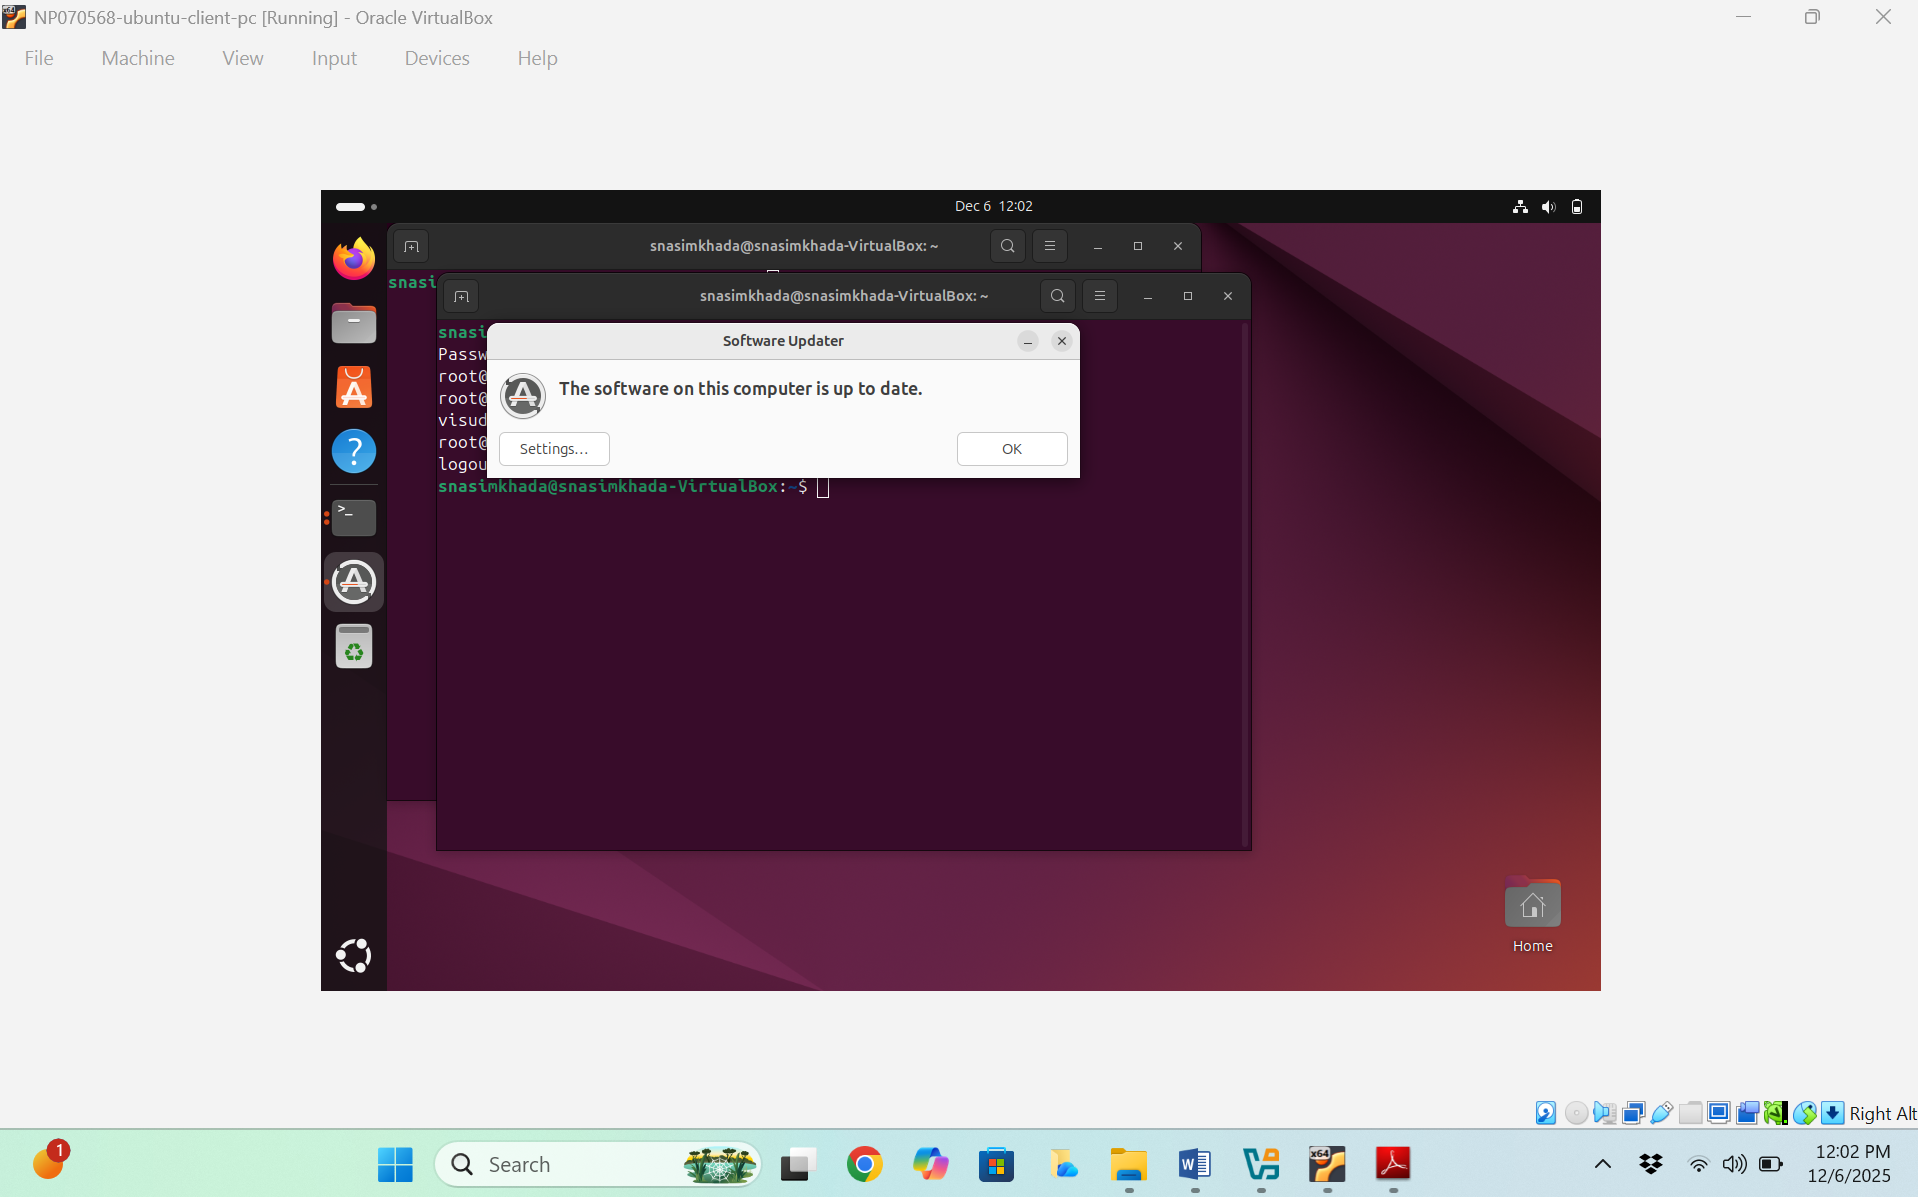 NP070568-ubuntu-client-pc [Running] - Oracle VirtualBox
File Machine View Input Devices Help
Dec 6 12:02
snasimkhada@snasimkhada-VirtualBox: ~
snasi
snasimkhada@snasimkhada-VirtualBox: ~
snasi
Passw
root@
root@
visud
root@
logou
Software Updater
The software on this computer is up to date.
Settings...
OK
snasimkhada@snasimkhada-VirtualBox:~$
Home
Right Alt
1
Search
x64
12:02 PM
12/6/2025